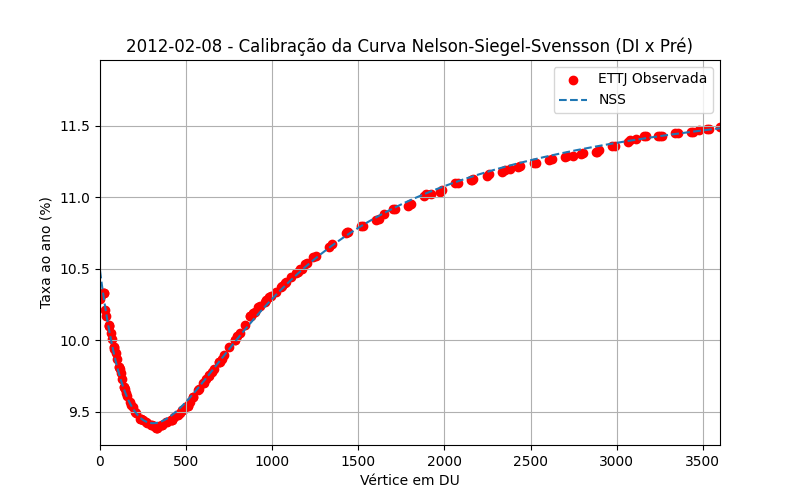 2012-02-08 - Calibração da Curva Nelson-Siegel-Svensson (DI x Pré)
ETTJ Observada
NSS
Taxa ao ano (%)
11.5
11.0
10.5
10.0
9.5
0 500 1000 1500 2000 2500 3000 3500
Vértice em DU